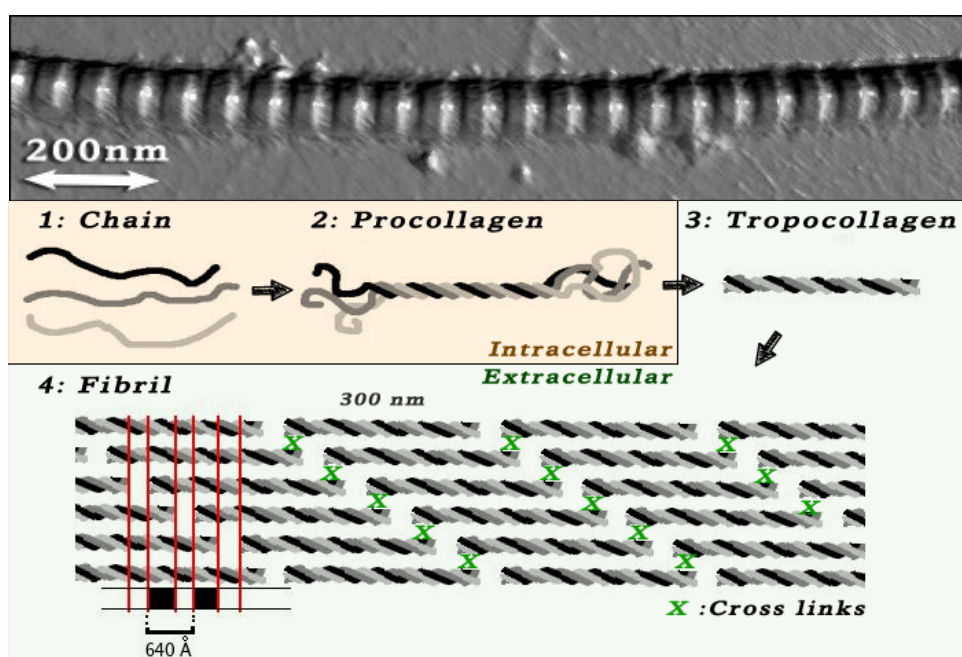 200nm
1: Chain
2: Procollagen
3: Tropocollagen
Intracellular
Extracellular
4: Fibril
300 nm
X
X
X
X
X
X
X
X
X
X
X
X
X
X
X :Cross links
640 Å